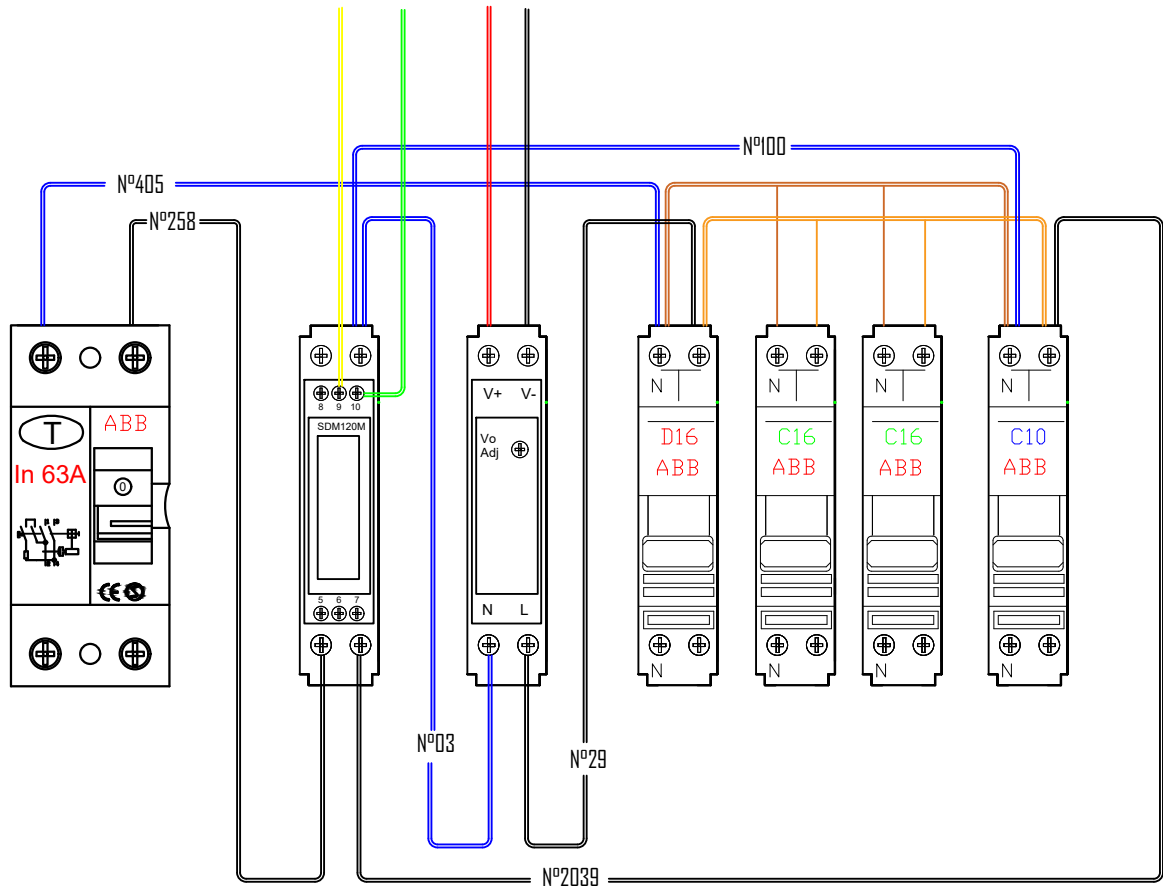 Nº100
Nº405
Nº258
T
ABB
In 63A
0
8 9 10
SDM120M
5 6 7
V+ V-
Vo
Adj
N L
N
D16
ABB
N
N
C16
ABB
N
N
C16
ABB
N
N
C10
ABB
N
Nº03
Nº29
Nº2039
CE